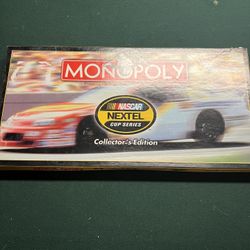 MONOPOLY
NASCAR
NEXTEL
CUP SERIES
Collector's Edition